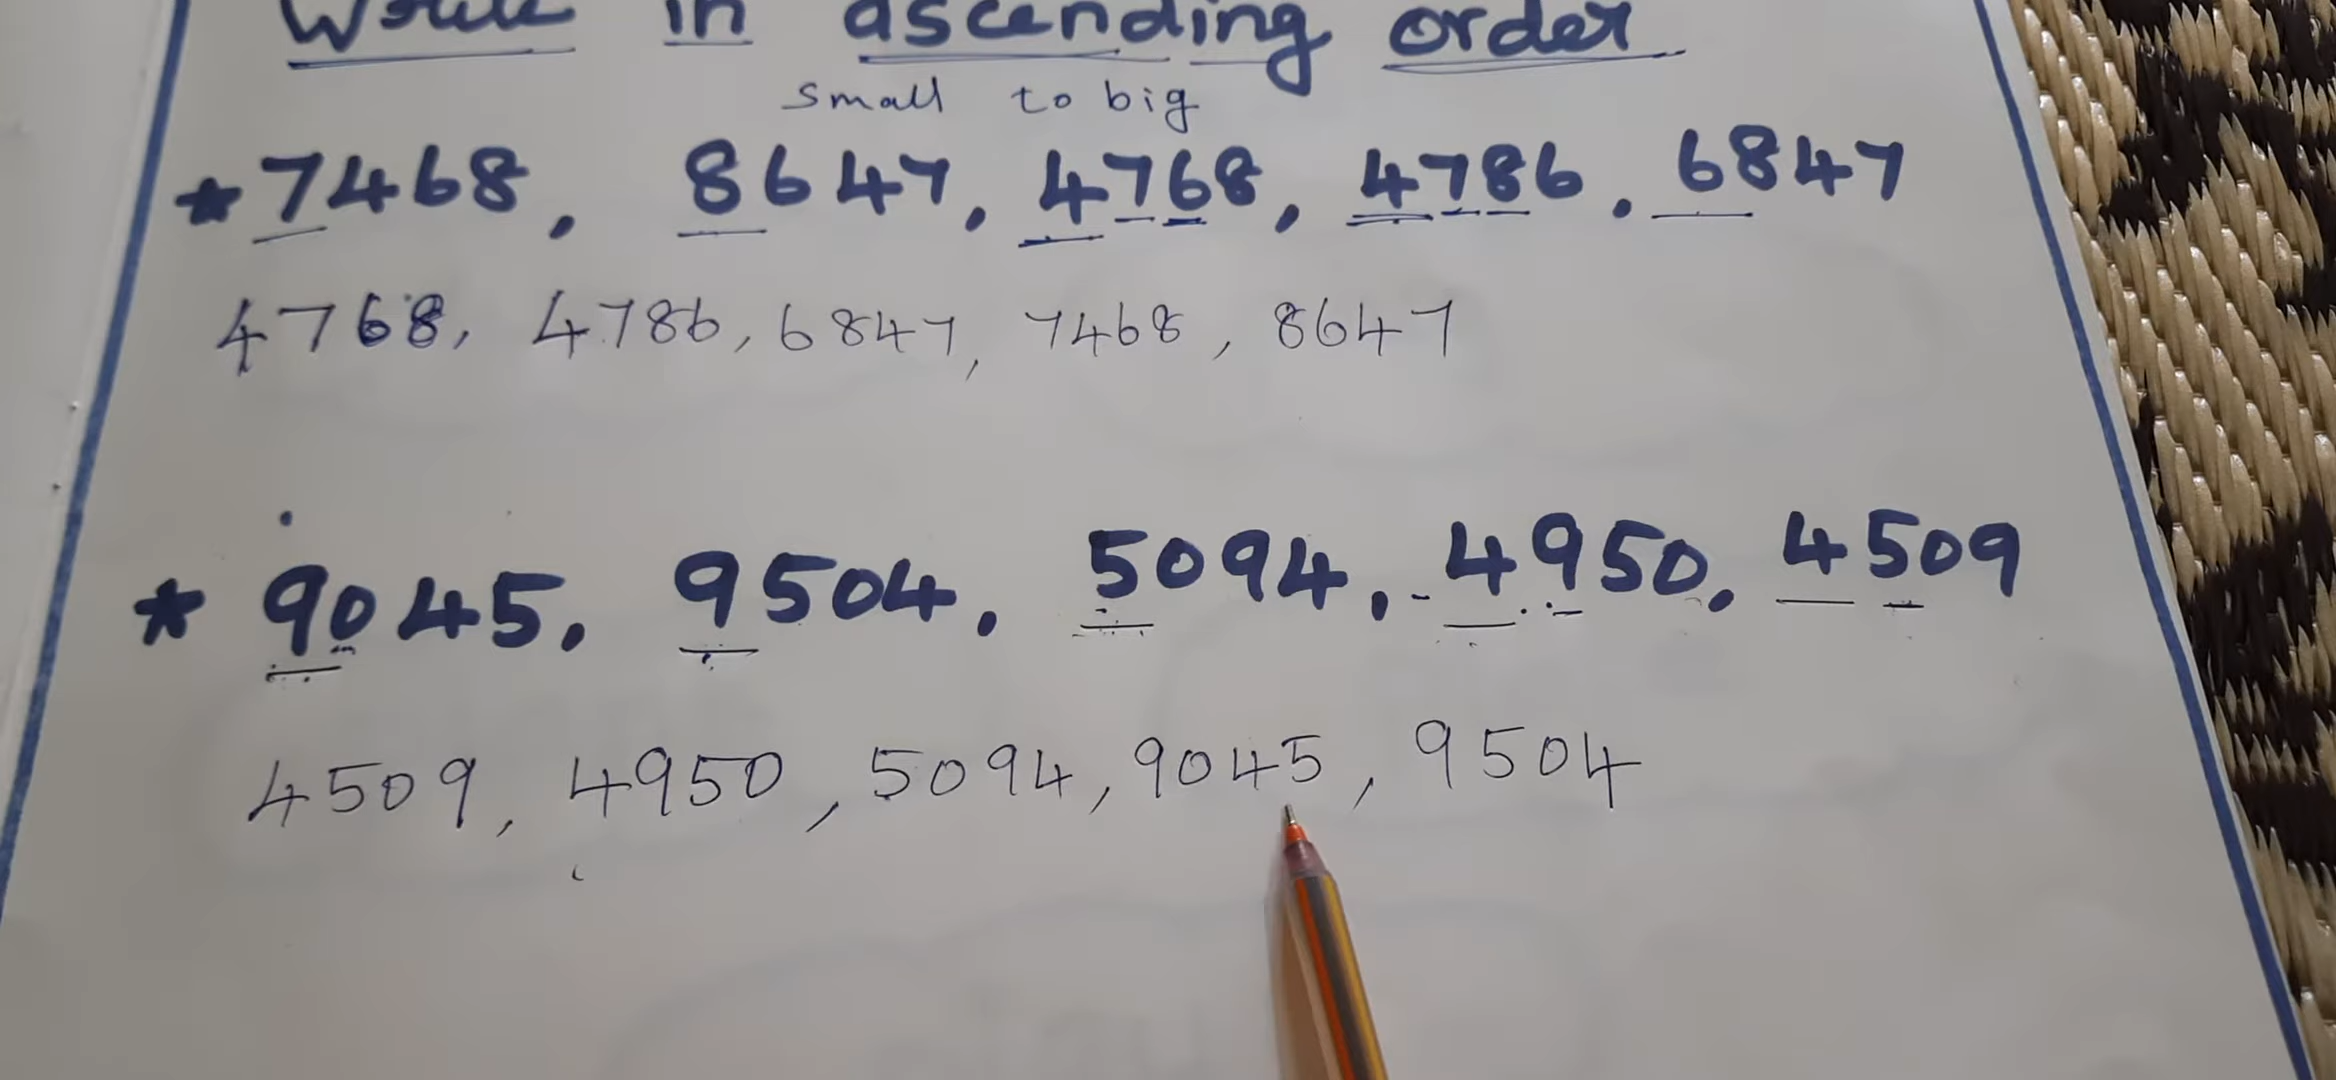 Write in ascending order
small to big
* 7468, 8647, 4768, 4786, 6847
4768, 4786, 6847, 7468, 8647
* 9045, 9504, 5094, 4950, 4509
4509, 4950, 5094, 9045, 9504